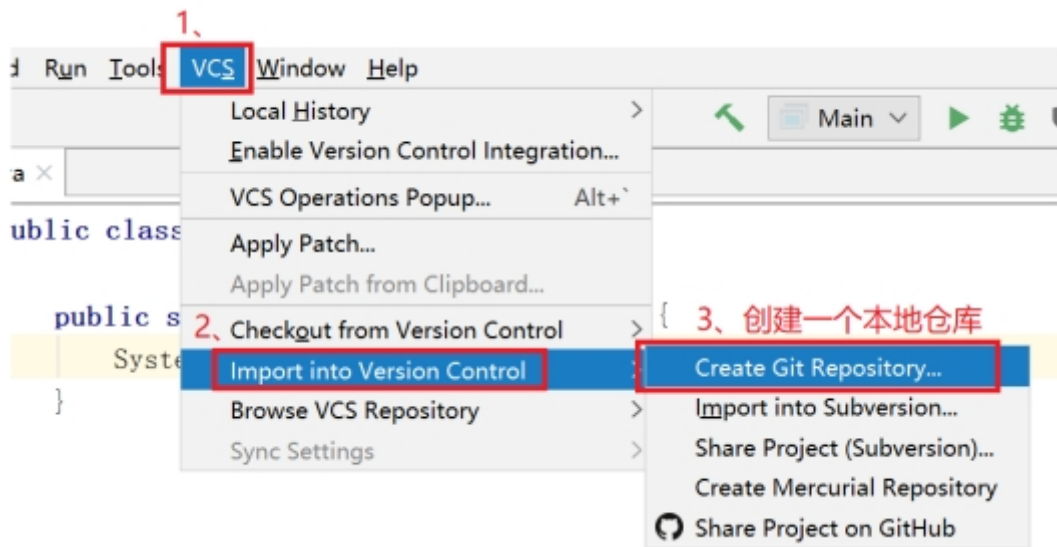 1、
d Run Tools VCS Window Help
Local History
Main
Enable Version Control Integration...
a
VCS Operations Popup... Alt+`
ublic class
Apply Patch...
Apply Patch from Clipboard...
public s {
2、 Checkout from Version Control
3、创建一个本地仓库
Syste
Import into Version Control
Create Git Repository...
}
Browse VCS Repository
Import into Subversion...
Sync Settings
Share Project (Subversion)...
Create Mercurial Repository
Share Project on GitHub